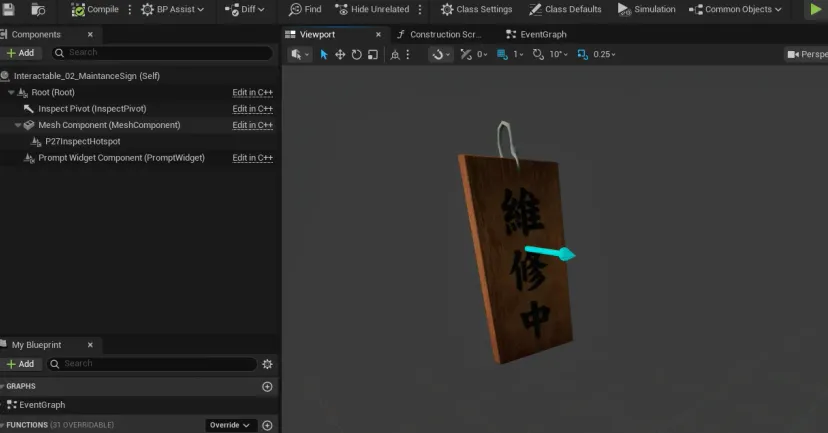 Compile
BP Assist
Diff
Find
Hide Unrelated
Class Settings
Class Defaults
Simulation
Common Objects
Components
Viewport
Construction Scr...
EventGraph
Add
Search
0
1
10°
0.25
Perspe
Interactable_02_MaintanceSign (Self)
Root (Root)
Edit in C++
Inspect Pivot (InspectPivot)
Edit in C++
Mesh Component (MeshComponent)
Edit in C++
P27InspectHotspot
Prompt Widget Component (PromptWidget)
Edit in C++
維修中
My Blueprint
Add
Search
GRAPHS
EventGraph
FUNCTIONS (31 OVERRIDABLE)
Override